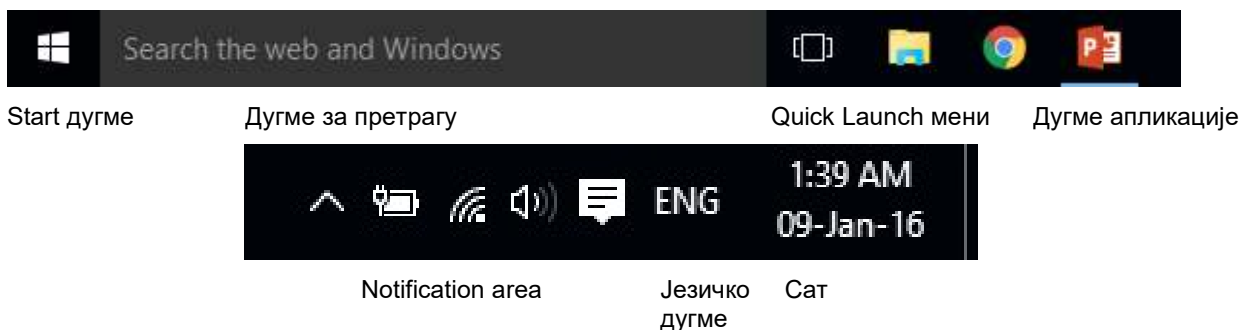 Search the web and Windows
Start дугме Дугме за претрагу Quick Launch мени Дугме апликације
ENG 1:39 AM
09-Jan-16
Notification area Језичко дугме Сат